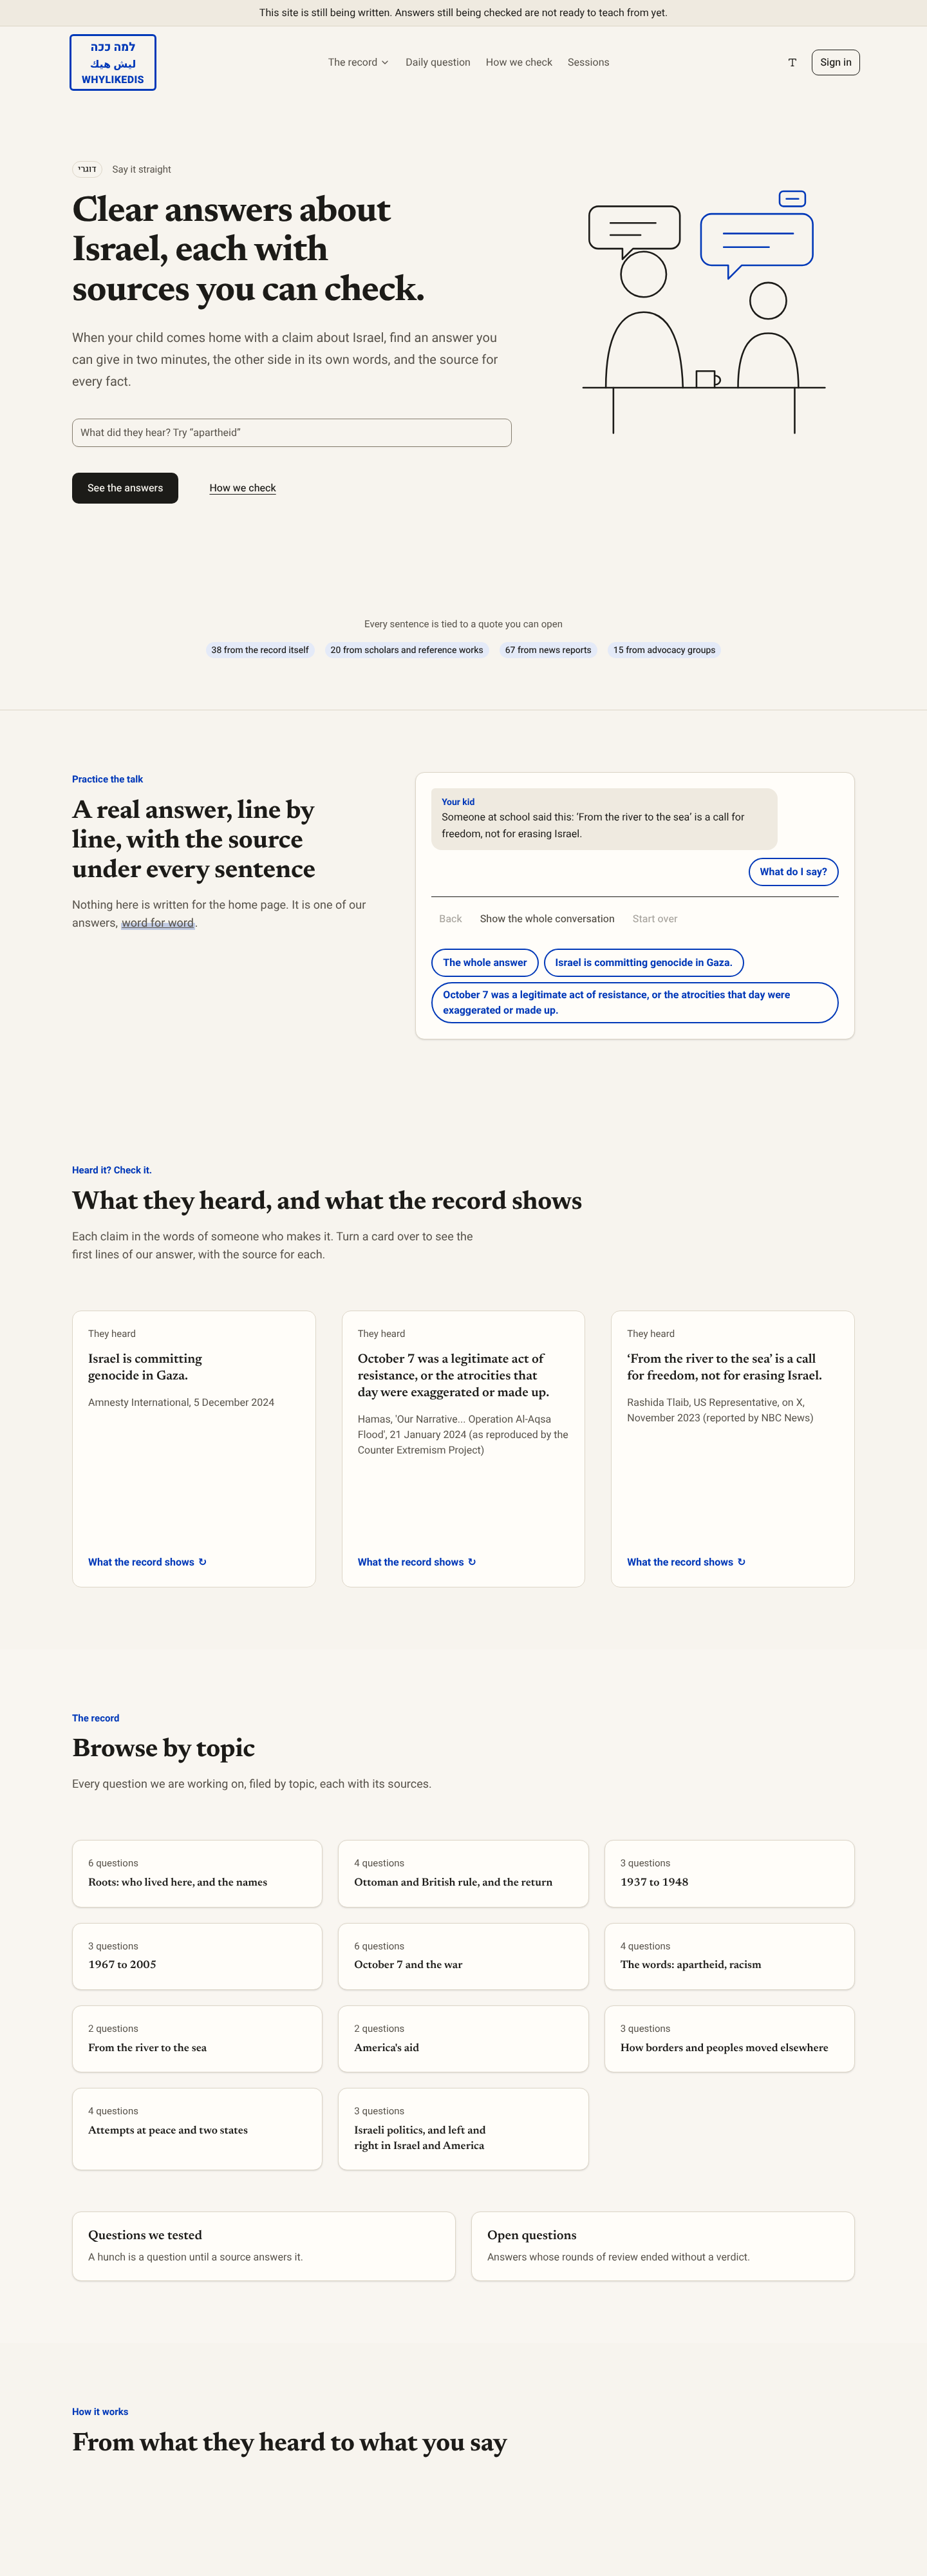 This site is still being written. Answers still being checked are not ready to teach from yet.
למה ככה
ليش هيك
WHYLIKEDIS
The record
Daily question
How we check
Sessions
T
Sign in
דוגרי
Say it straight
Clear answers about
Israel, each with
sources you can check.
When your child comes home with a claim about Israel, find an answer you
can give in two minutes, the other side in its own words, and the source for
every fact.
What did they hear? Try “apartheid”
See the answers
How we check
Every sentence is tied to a quote you can open
38 from the record itself
20 from scholars and reference works
67 from news reports
15 from advocacy groups
Practice the talk
A real answer, line by
line, with the source
under every sentence
Nothing here is written for the home page. It is one of our
answers, word for word.
Your kid
Someone at school said this: ‘From the river to the sea’ is a call for
freedom, not for erasing Israel.
What do I say?
Back
Show the whole conversation
Start over
The whole answer
Israel is committing genocide in Gaza.
October 7 was a legitimate act of resistance, or the atrocities that day were
exaggerated or made up.
Heard it? Check it.
What they heard, and what the record shows
Each claim in the words of someone who makes it. Turn a card over to see the
first lines of our answer, with the source for each.
They heard
Israel is committing
genocide in Gaza.
Amnesty International, 5 December 2024
What the record shows ↻
They heard
October 7 was a legitimate act of
resistance, or the atrocities that
day were exaggerated or made up.
Hamas, 'Our Narrative... Operation Al-Aqsa
Flood', 21 January 2024 (as reproduced by the
Counter Extremism Project)
What the record shows ↻
They heard
‘From the river to the sea’ is a call
for freedom, not for erasing Israel.
Rashida Tlaib, US Representative, on X,
November 2023 (reported by NBC News)
What the record shows ↻
The record
Browse by topic
Every question we are working on, filed by topic, each with its sources.
6 questions
Roots: who lived here, and the names
4 questions
Ottoman and British rule, and the return
3 questions
1937 to 1948
3 questions
1967 to 2005
6 questions
October 7 and the war
4 questions
The words: apartheid, racism
2 questions
From the river to the sea
2 questions
America's aid
3 questions
How borders and peoples moved elsewhere
4 questions
Attempts at peace and two states
3 questions
Israeli politics, and left and
right in Israel and America
Questions we tested
A hunch is a question until a source answers it.
Open questions
Answers whose rounds of review ended without a verdict.
How it works
From what they heard to what you say